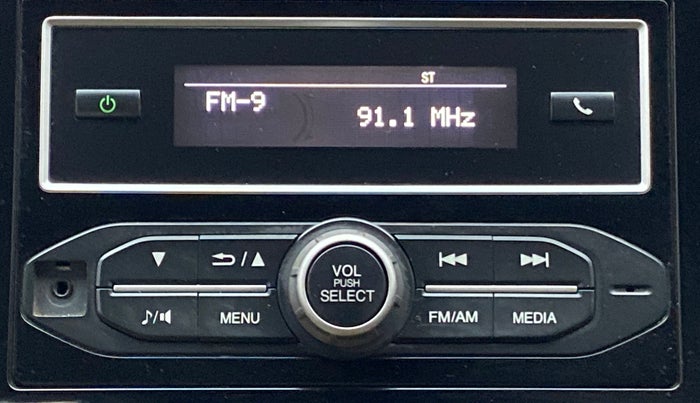 ST
FM-9
91.1 MHz
VOL
PUSH
SELECT
MENU
FM/AM
MEDIA